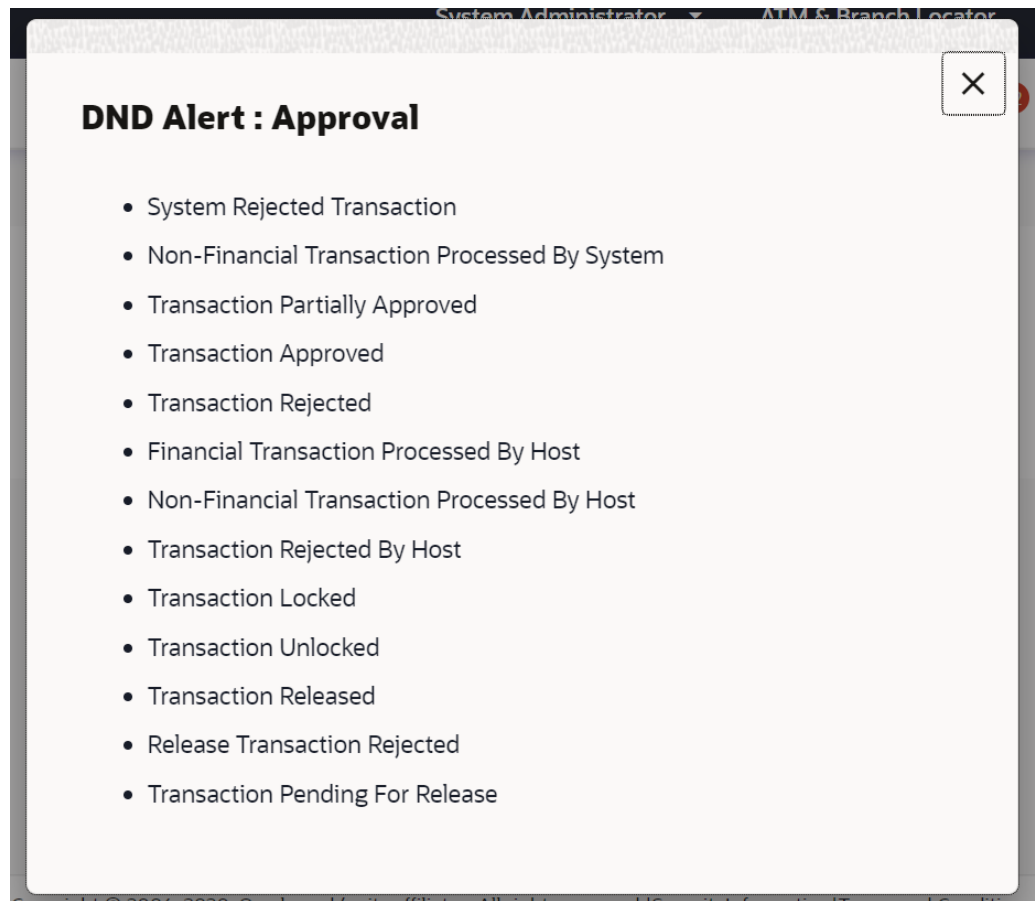 System Administrator ATM & Branch Locator
DND Alert : Approval
System Rejected Transaction
Non-Financial Transaction Processed By System
Transaction Partially Approved
Transaction Approved
Transaction Rejected
Financial Transaction Processed By Host
Non-Financial Transaction Processed By Host
Transaction Rejected By Host
Transaction Locked
Transaction Unlocked
Transaction Released
Release Transaction Rejected
Transaction Pending For Release